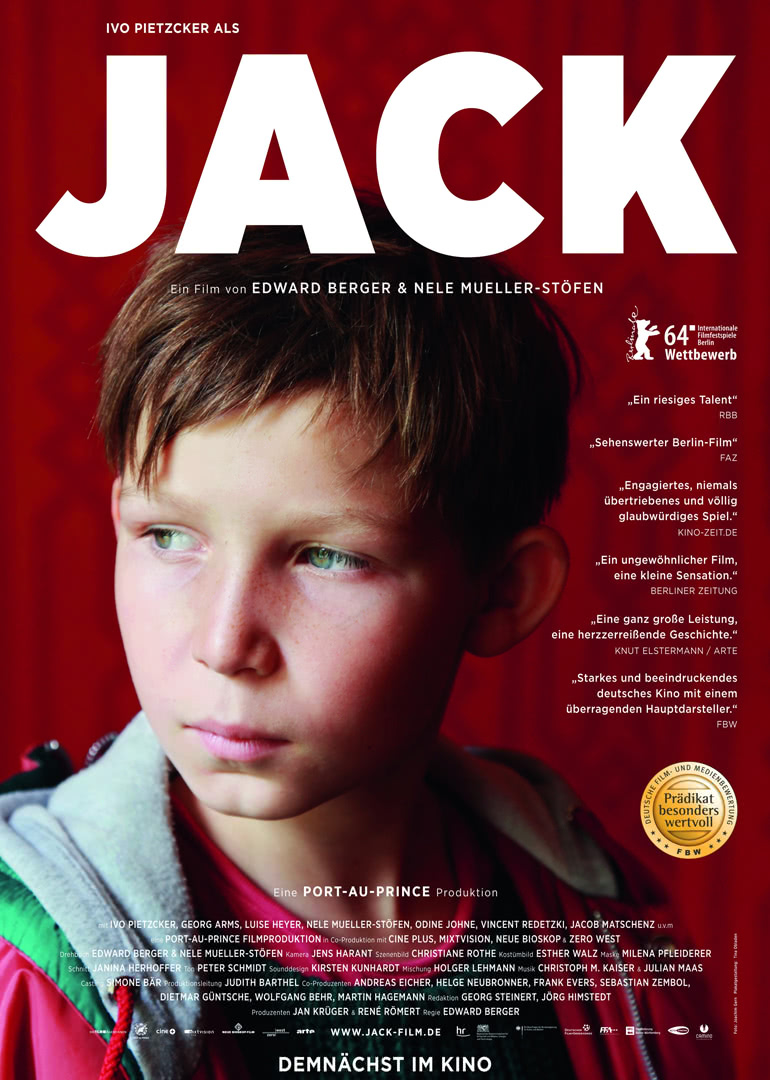 IVO PIETZCKER ALS
JACK
Ein Film von EDWARD BERGER & NELE MUELLER-STÖFEN
Berlinale
64 Internationale
Filmfestspiele
Berlin
Wettbewerb
„Ein riesiges Talent“
RBB
„Sehenswerter Berlin-Film“
FAZ
„Engagiertes, niemals
übertriebenes und völlig
glaubwürdiges Spiel.“
KINO-ZEIT.DE
„Ein ungewöhnlicher Film,
eine kleine Sensation.“
BERLINER ZEITUNG
„Eine ganz große Leistung,
eine herzzerreißende Geschichte.“
KNUT ELSTERMANN / ARTE
„Starkes und beeindruckendes
deutsches Kino mit einem
überragenden Hauptdarsteller.“
FBW
DEUTSCHE FILM- UND MEDIENBEWERTUNG
Prädikat
besonders
wertvoll
FBW
Eine PORT-AU-PRINCE Produktion
mit IVO PIETZCKER, GEORG ARMS, LUISE HEYER, NELE MUELLER-STÖFEN, ODINE JOHNE, VINCENT REDETZKI, JACOB MATSCHENZ u.v.m
eine PORT-AU-PRINCE FILMPRODUKTION in Co-Produktion mit CINE PLUS, MIXTVISION, NEUE BIOSKOP & ZERO WEST
Drehbuch EDWARD BERGER & NELE MUELLER-STÖFEN Kamera JENS HARANT Szenenbild CHRISTIANE ROTHE Kostümbild ESTHER WALZ Maske MILENA PFLEIDERER
Schnitt JANINA HERHOFFER Ton PETER SCHMIDT Sounddesign KIRSTEN KUNHARDT Mischung HOLGER LEHMANN Musik CHRISTOPH M. KAISER & JULIAN MAAS
Casting SIMONE BÄR Produktionsleitung JUDITH BARTHEL Co-Produzenten ANDREAS EICHER, HELGE NEUBRONNER, FRANK EVERS, SEBASTIAN ZEMBOL,
DIETMAR GÜNTSCHE, WOLFGANG BEHR, MARTIN HAGEMANN Redaktion GEORG STEINERT, JÖRG HIMSTEDT
Produzenten JAN KRÜGER & RENÉ RÖMERT Regie EDWARD BERGER
cine+ arte WWW.JACK-FILM.DE hr FFA
DEMNÄCHST IM KINO